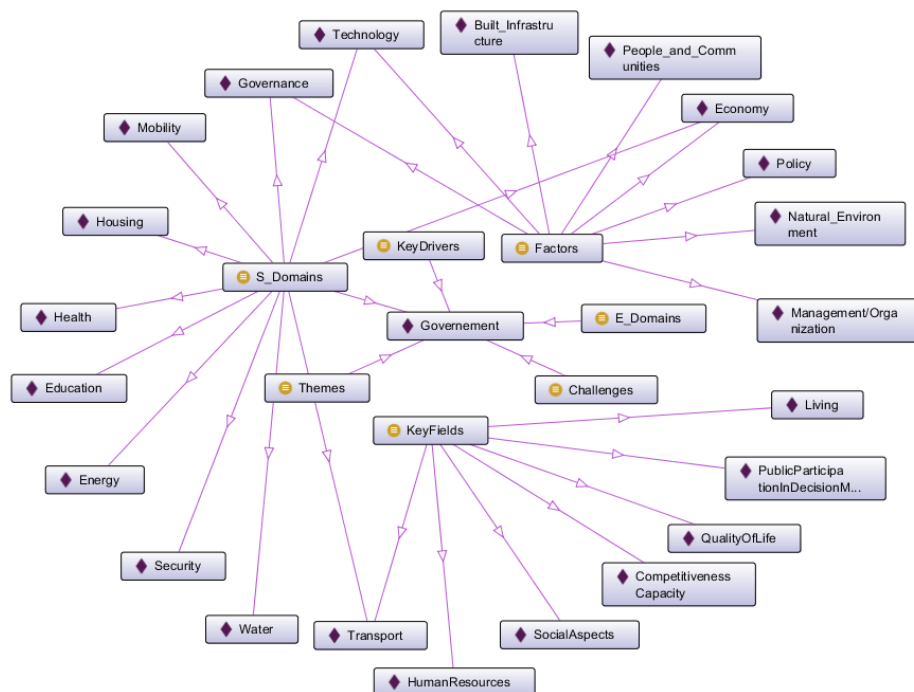 Technology
Built_Infrastru
cture
People_and_Comm
unities
Governance
Economy
Mobility
Policy
Housing
Natural_Environ
ment
KeyDrivers
Factors
S_Domains
Health
Governement
E_Domains
Management/Orga
nization
Education
Themes
Challenges
Living
KeyFields
Energy
PublicParticipa
tionInDecisionM...
QualityOfLife
Security
Competitiveness
Capacity
Water
Transport
SocialAspects
HumanResources